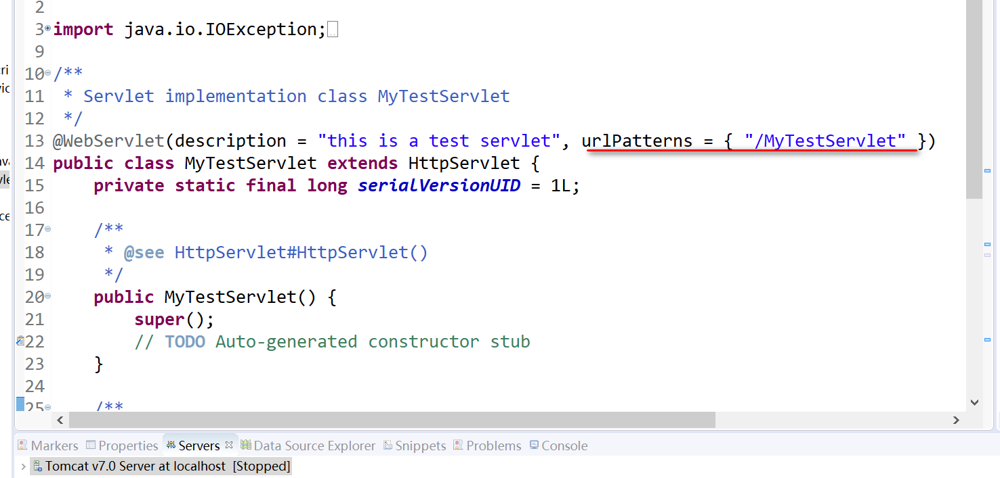 2
3 import java.io.IOException;
9
10 /**
11  * Servlet implementation class MyTestServlet
12  */
13 @WebServlet(description = "this is a test servlet", urlPatterns = { "/MyTestServlet" })
14 public class MyTestServlet extends HttpServlet {
15     private static final long serialVersionUID = 1L;
16
17     /**
18      * @see HttpServlet#HttpServlet()
19      */
20     public MyTestServlet() {
21         super();
22         // TODO Auto-generated constructor stub
23     }
24
25     /**
Markers Properties Servers Data Source Explorer Snippets Problems Console
Tomcat v7.0 Server at localhost [Stopped]